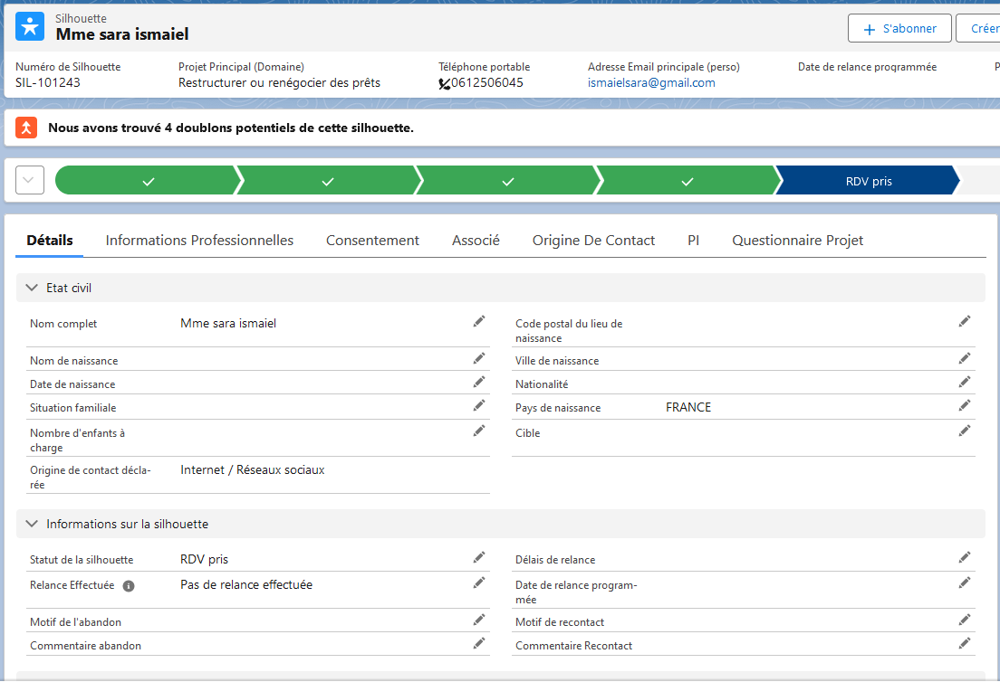 Silhouette
Mme sara ismaiel
S'abonner
Créer
Numéro de Silhouette
Projet Principal (Domaine)
Téléphone portable
Adresse Email principale (perso)
Date de relance programmée
P
SIL-101243
Restructurer ou renégocier des prêts
0612506045
ismaielsara@gmail.com
Nous avons trouvé 4 doublons potentiels de cette silhouette.
RDV pris
Détails
Informations Professionnelles
Consentement
Associé
Origine De Contact
PI
Questionnaire Projet
Etat civil
Nom complet
Mme sara ismaiel
Code postal du lieu de
naissance
Nom de naissance
Ville de naissance
Date de naissance
Nationalité
Situation familiale
Pays de naissance
FRANCE
Nombre d'enfants à
charge
Cible
Origine de contact décla-
rée
Internet / Réseaux sociaux
Informations sur la silhouette
Statut de la silhouette
RDV pris
Délais de relance
Relance Effectuée
Pas de relance effectuée
Date de relance program-
mée
Motif de l'abandon
Motif de recontact
Commentaire abandon
Commentaire Recontact